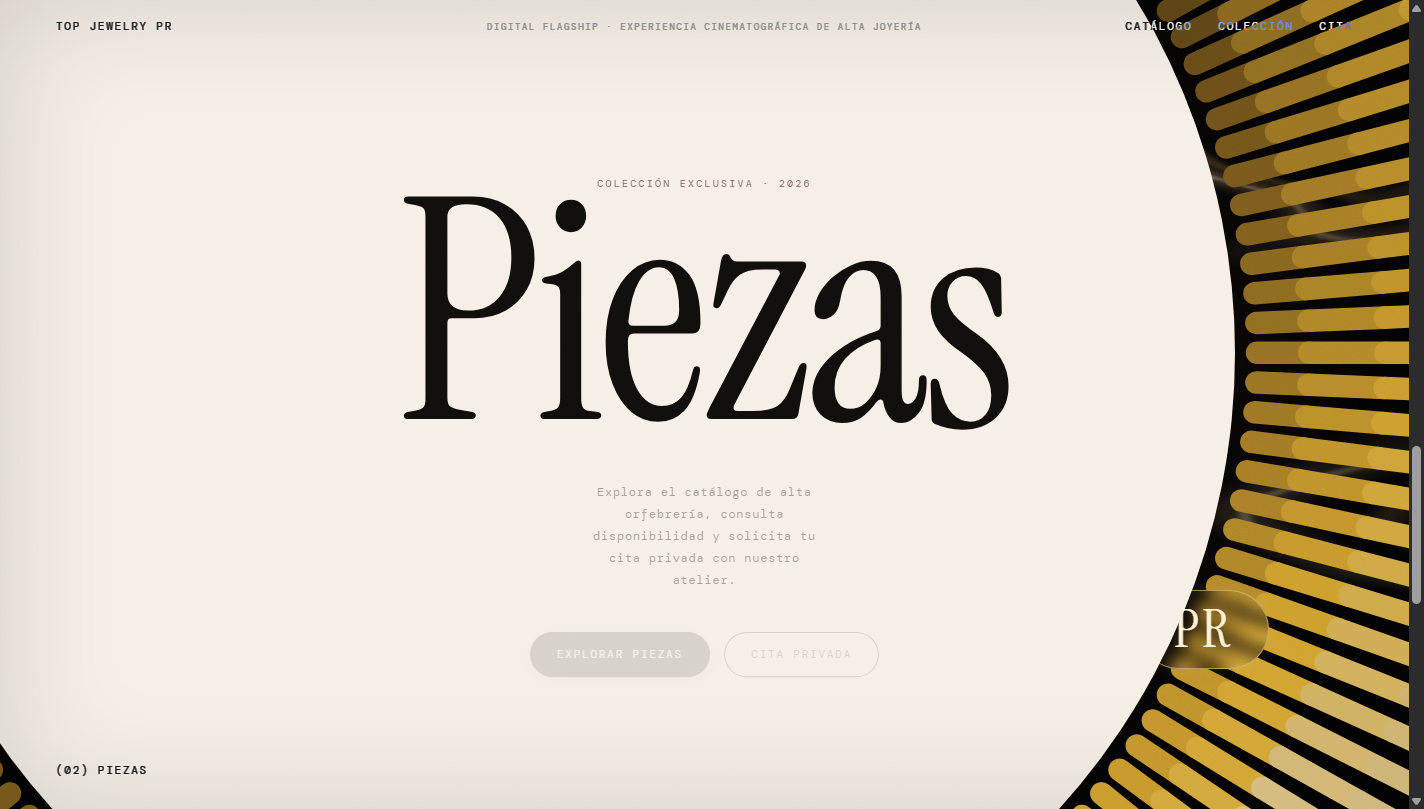 TOP JEWELRY PR
DIGITAL FLAGSHIP · EXPERIENCIA CINEMATOGRÁFICA DE ALTA JOYERÍA
CATÁLOGO COLECCIÓN CITA
COLECCIÓN EXCLUSIVA · 2026
Piezas
Explora el catálogo de alta
orfebrería, consulta
disponibilidad y solicita tu
cita privada con nuestro
atelier.
EXPLORAR PIEZAS CITA PRIVADA
PR
(02) PIEZAS